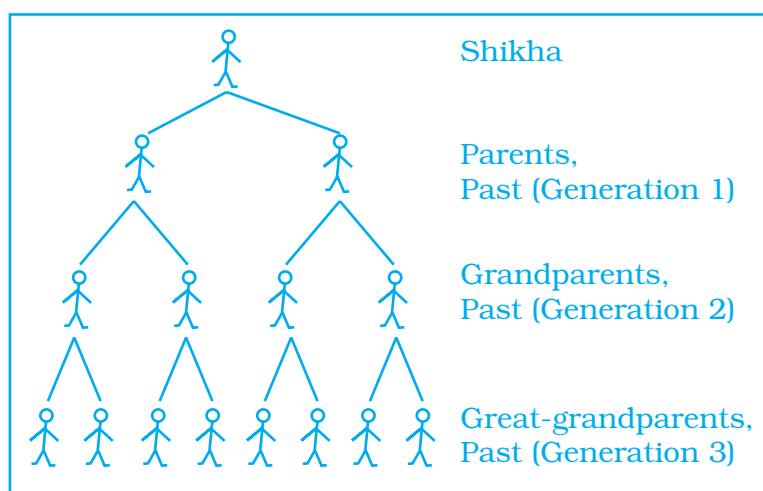 Shikha
Parents,
Past (Generation 1)
Grandparents,
Past (Generation 2)
Great-grandparents,
Past (Generation 3)